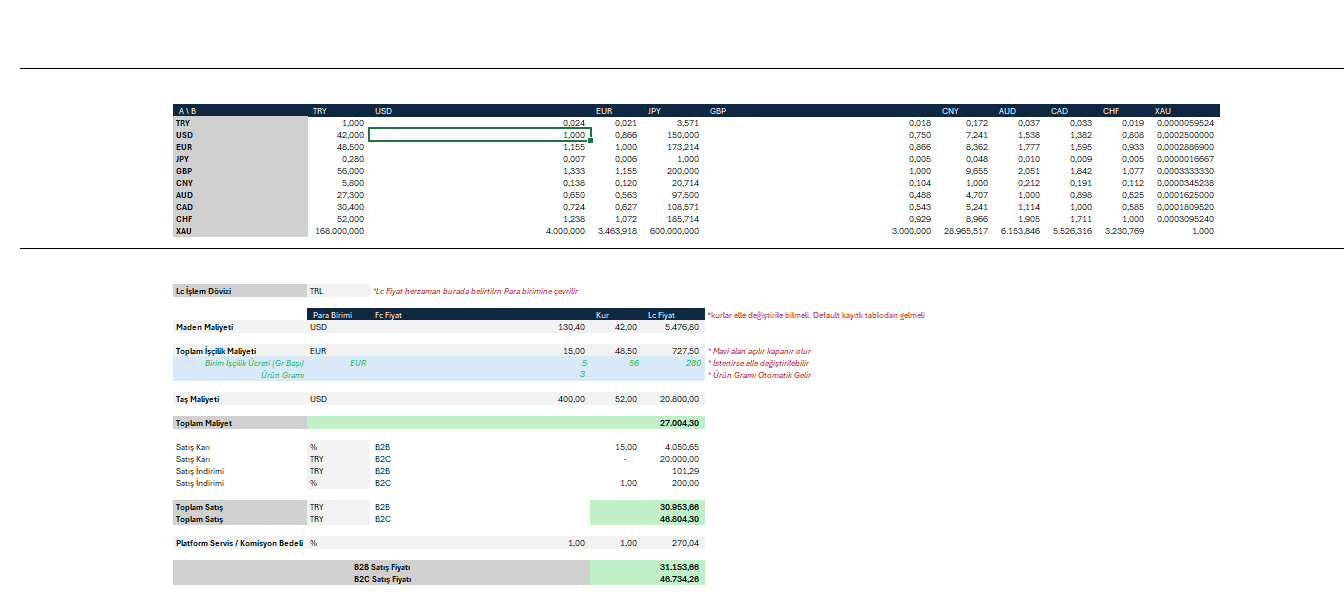 A \ B TRY USD EUR JPY GBP CNY AUD CAD CHF XAU
TRY 1,000 0,024 0,021 3,571 0,018 0,172 0,037 0,033 0,019 0,0000059524
USD 42,000 1,000 0,866 150,000 0,750 7,241 1,538 1,382 0,808 0,0002500000
EUR 48,500 1,155 1,000 173,214 0,866 8,362 1,777 1,595 0,933 0,0002886900
JPY 0,280 0,007 0,006 1,000 0,005 0,048 0,010 0,009 0,005 0,0000016667
GBP 56,000 1,333 1,155 200,000 1,000 9,655 2,051 1,842 1,077 0,0003333330
CNY 5,800 0,138 0,120 20,714 0,104 1,000 0,212 0,191 0,112 0,0000345238
AUD 27,300 0,650 0,563 97,500 0,488 4,707 1,000 0,898 0,525 0,0001625000
CAD 30,400 0,724 0,627 108,571 0,543 5,241 1,114 1,000 0,585 0,0001809520
CHF 52,000 1,238 1,072 185,714 0,929 8,966 1,905 1,711 1,000 0,0003095240
XAU 168.000,000 4.000,000 3.463,918 600.000,000 3.000,000 28.965,517 6.153,846 5.526,316 3.230,769 1,000
Lc İşlem Dövizi TRL *Lc Fiyat herzaman burada belirtilrn Para birimine çevrilir
Para Birimi Fc Fiyat Kur Lc Fiyat *kurlar elle değiştirile bilmeli. Default kayıtlı tablodan gelmeli
Maden Maliyeti USD 130,40 42,00 5.476,80
Toplam İşçilik Maliyeti EUR 15,00 48,50 727,50 * Mavi alan açılır kapanır olur
Birim İşçilik Ücreti (Gr Başı) EUR 5 56 280 * İstenirse elle değiştirilebilir
Ürün Gramı 3 * Ürün Gramı Otomatik Gelir
Taş Maliyeti USD 400,00 52,00 20.800,00
Toplam Maliyet 27.004,30
Satış Karı % B2B 15,00 4.050,65
Satış Karı TRY B2C - 20.000,00
Satış İndirimi TRY B2B 101,29
Satış İndirimi % B2C 1,00 200,00
Toplam Satış TRY B2B 30.953,66
Toplam Satış TRY B2C 46.804,30
Platform Servis / Komisyon Bedeli % 1,00 1,00 270,04
B2B Satış Fiyatı 31.153,66
B2C Satış Fiyatı 46.734,26